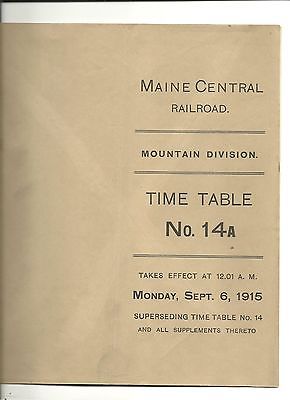 MAINE CENTRAL
RAILROAD.
MOUNTAIN DIVISION.
TIME TABLE
No. 14-A
TAKES EFFECT AT 12.01 A. M.
MONDAY, SEPT. 6, 1915
SUPERSEDING TIME TABLE No. 14
AND ALL SUPPLEMENTS THERETO